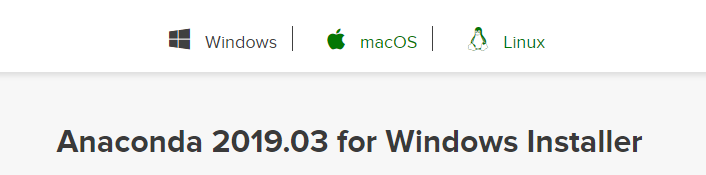 Windows macOS Linux
Anaconda 2019.03 for Windows Installer